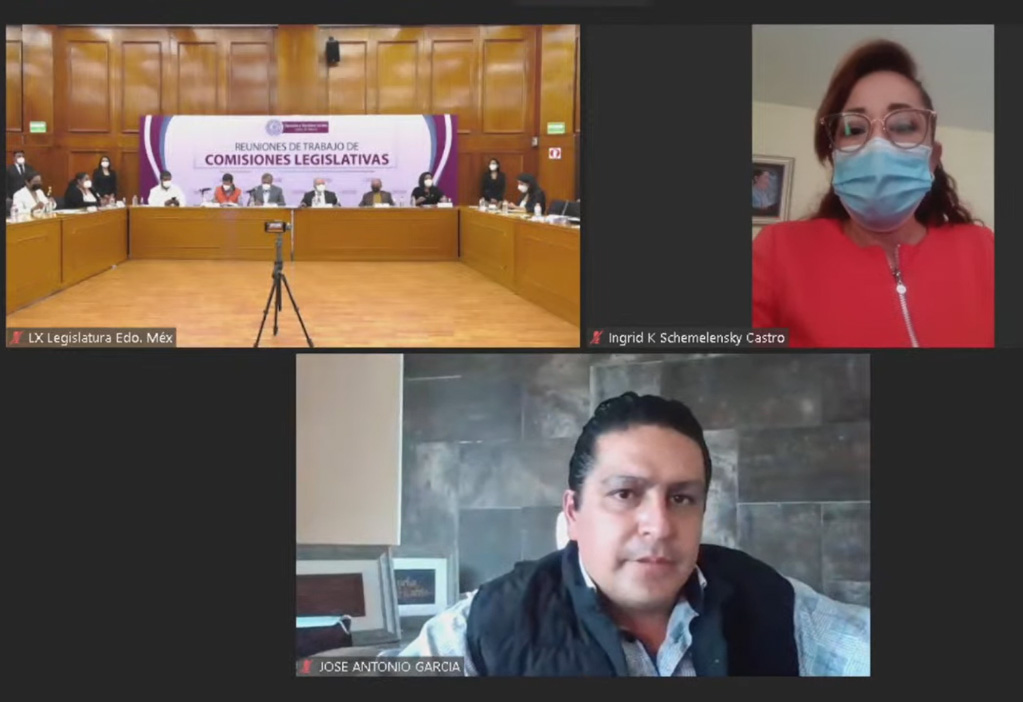 REUNIONES DE TRABAJO DE
COMISIONES LEGISLATIVAS
LX Legislatura Edo. Méx
Ingrid K Schemelensky Castro
JOSE ANTONIO GARCIA